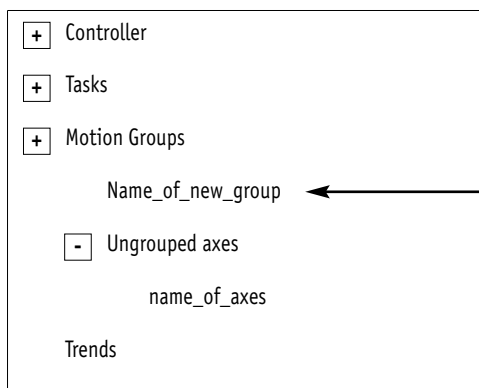 + Controller
+ Tasks
+ Motion Groups
Name_of_new_group
- Ungrouped axes
name_of_axes
Trends